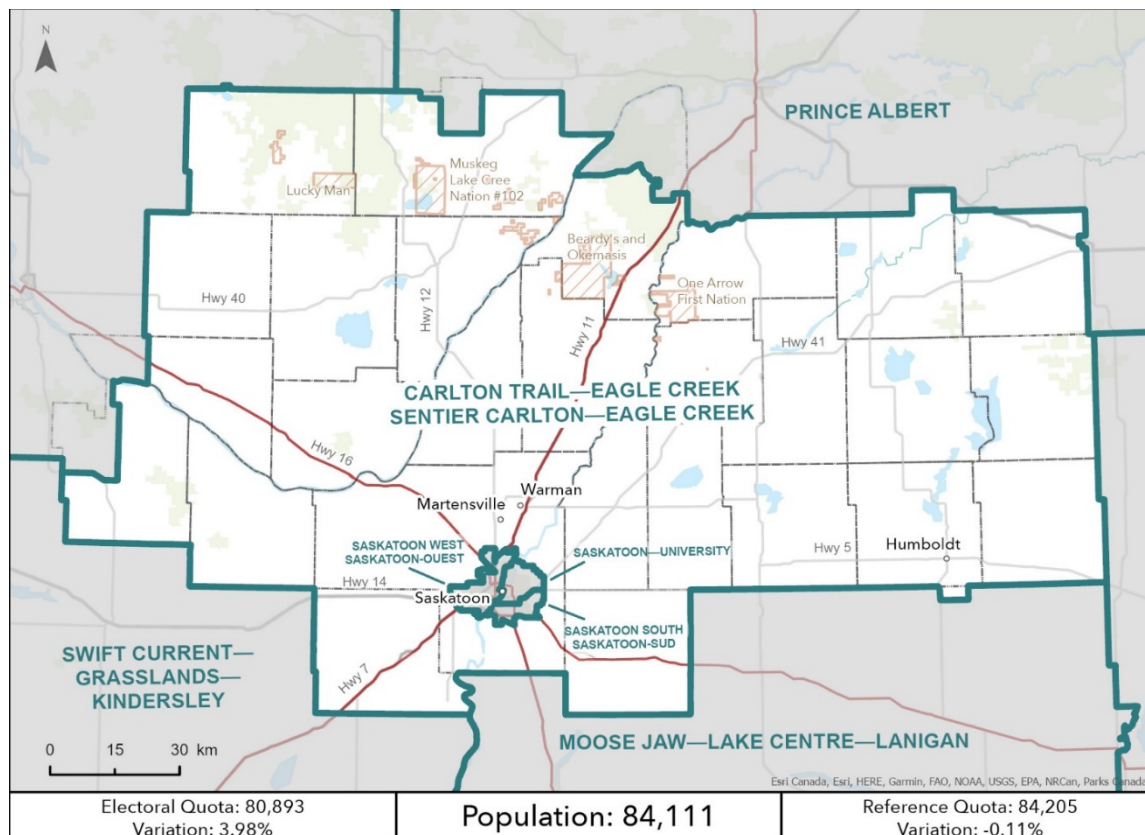 N
PRINCE ALBERT
Muskeg
Lake Cree
Nation #102
Lucky Man
Beardy's and
Okemasis
One Arrow
First Nation
Hwy 40
Hwy 12
Hwy 11
Hwy 41
CARLTON TRAIL—EAGLE CREEK
SENTIER CARLTON—EAGLE CREEK
Hwy 16
Warman
Martensville
SASKATOON WEST
SASKATOON-OUEST
SASKATOON—UNIVERSITY
Hwy 5
Humboldt
Hwy 14
Saskatoon
SASKATOON SOUTH
SASKATOON-SUD
SWIFT CURRENT—
GRASSLANDS—
KINDERSLEY
Hwy 7
MOOSE JAW—LAKE CENTRE—LANIGAN
0 15 30 km
Esri Canada, Esri, HERE, Garmin, FAO, NOAA, USGS, EPA, NRCan, Parks Canada
Electoral Quota: 80,893
Variation: 3.98%
Population: 84,111
Reference Quota: 84,205
Variation: -0.11%